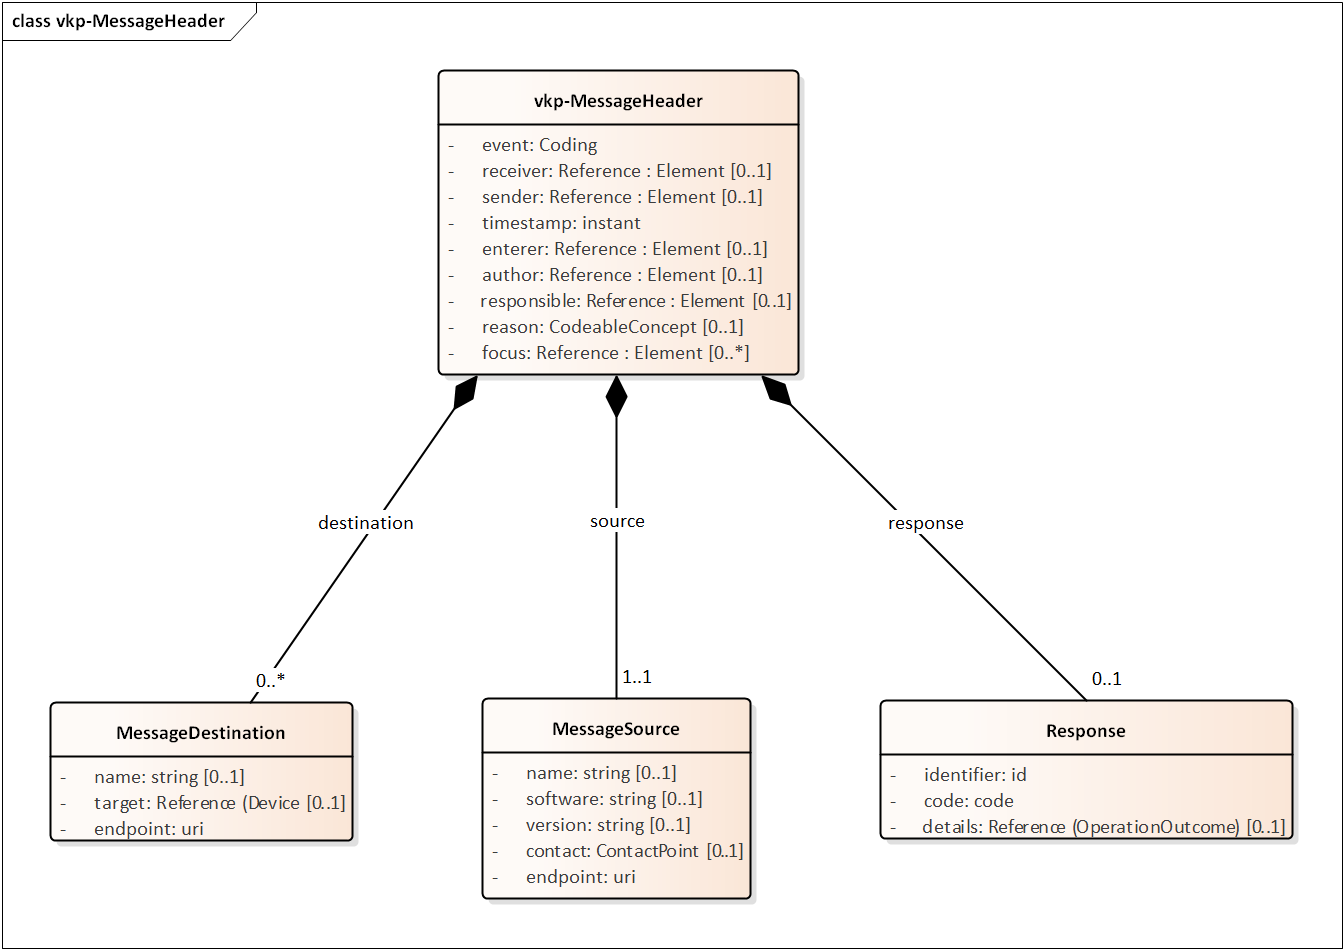 class vkp-MessageHeader
vkp-MessageHeader
- event: Coding
- receiver: Reference : Element [0..1]
- sender: Reference : Element [0..1]
- timestamp: instant
- enterer: Reference : Element [0..1]
- author: Reference : Element [0..1]
- responsible: Reference : Element [0..1]
- reason: CodeableConcept [0..1]
- focus: Reference : Element [0..*]
destination
source
response
0..*
1..1
0..1
MessageDestination
- name: string [0..1]
- target: Reference (Device [0..1]
- endpoint: uri
MessageSource
- name: string [0..1]
- software: string [0..1]
- version: string [0..1]
- contact: ContactPoint [0..1]
- endpoint: uri
Response
- identifier: id
- code: code
- details: Reference (OperationOutcome) [0..1]